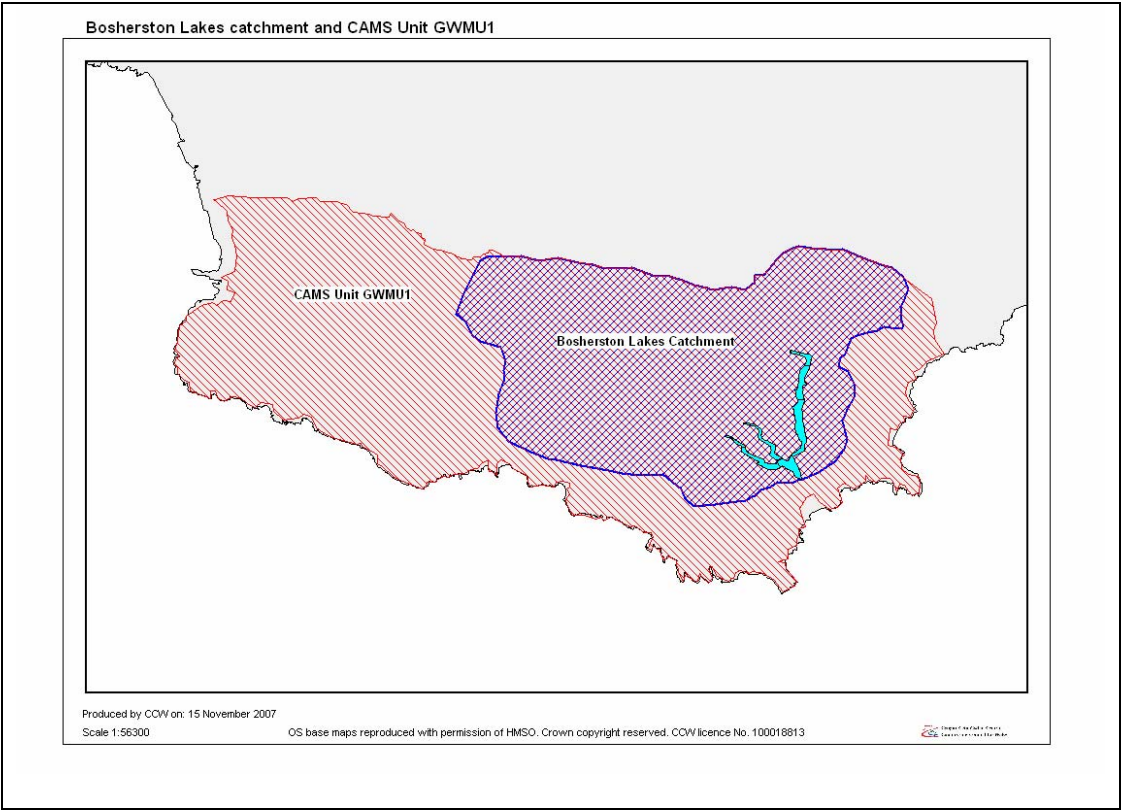 Bosherston Lakes catchment and CAMS Unit GWMU1
CAMS Unit GWMU1
Bosherston Lakes Catchment
Produced by CCW on: 15 November 2007
Scale 1:56300
OS base maps reproduced with permission of HMSO. Crown copyright reserved. CCW licence No. 100018813